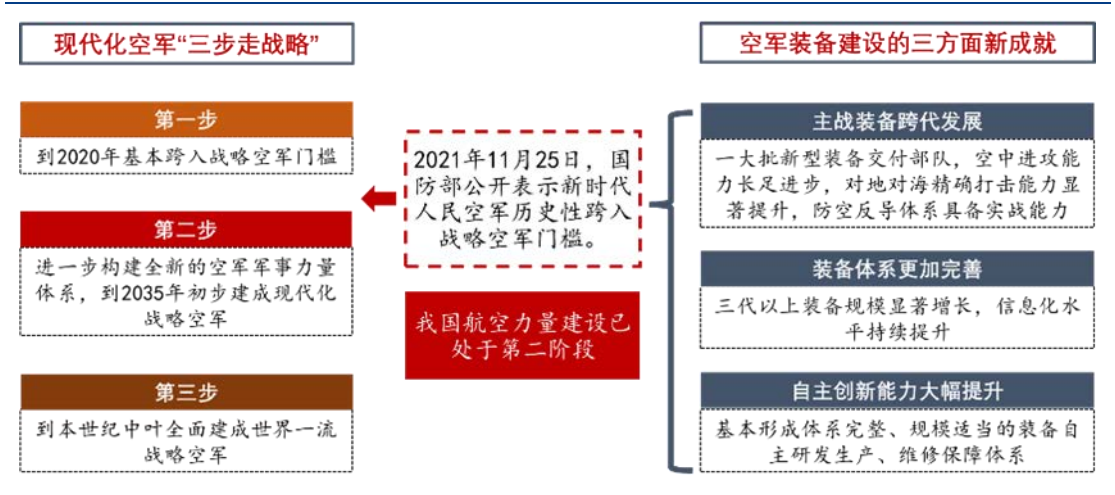 现代化空军“三步走战略”
第一步
到2020年基本跨入战略空军门槛
第二步
进一步构建全新的空军军事力量
体系，到2035年初步建成现代化
战略空军
第三步
到本世纪中叶全面建成世界一流
战略空军
2021年11月25日，国
防部公开表示新时代
人民空军历史性跨入
战略空军门槛。
我国航空力量建设已
处于第二阶段
空军装备建设的三方面新成就
主战装备跨代发展
一大批新型装备交付部队，空中进攻能
力长足进步，对地对海精确打击能力显
著提升，防空反导体系具备实战能力
装备体系更加完善
三代以上装备规模显著增长，信息化水
平持续提升
自主创新能力大幅提升
基本形成体系完整、规模适当的装备自
主研发生产、维修保障体系